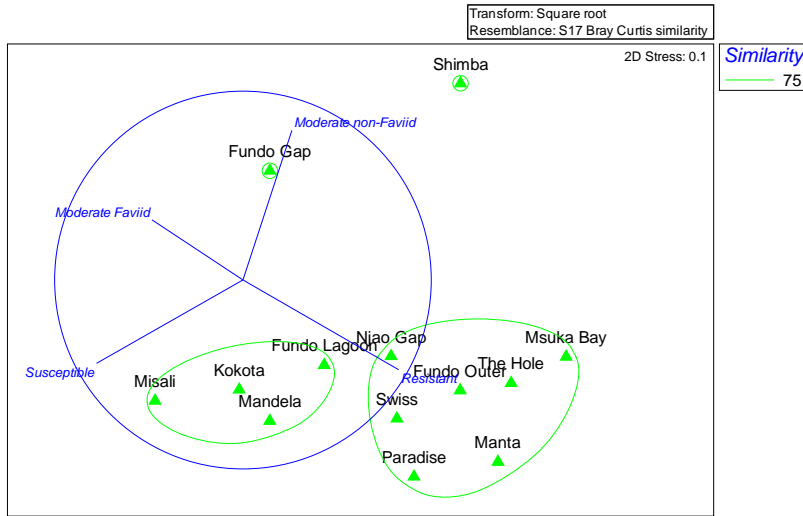 Transform: Square root
Resemblance: S17 Bray Curtis similarity
2D Stress: 0.1
Similarity
75
Shimba
Moderate non-Faviid
Fundo Gap
Moderate Faviid
Njao Gap
Msuka Bay
Fundo Lagoon
The Hole
Fundo Outer
Susceptible
Kokota
Resistant
Misali
Swiss
Mandela
Manta
Paradise